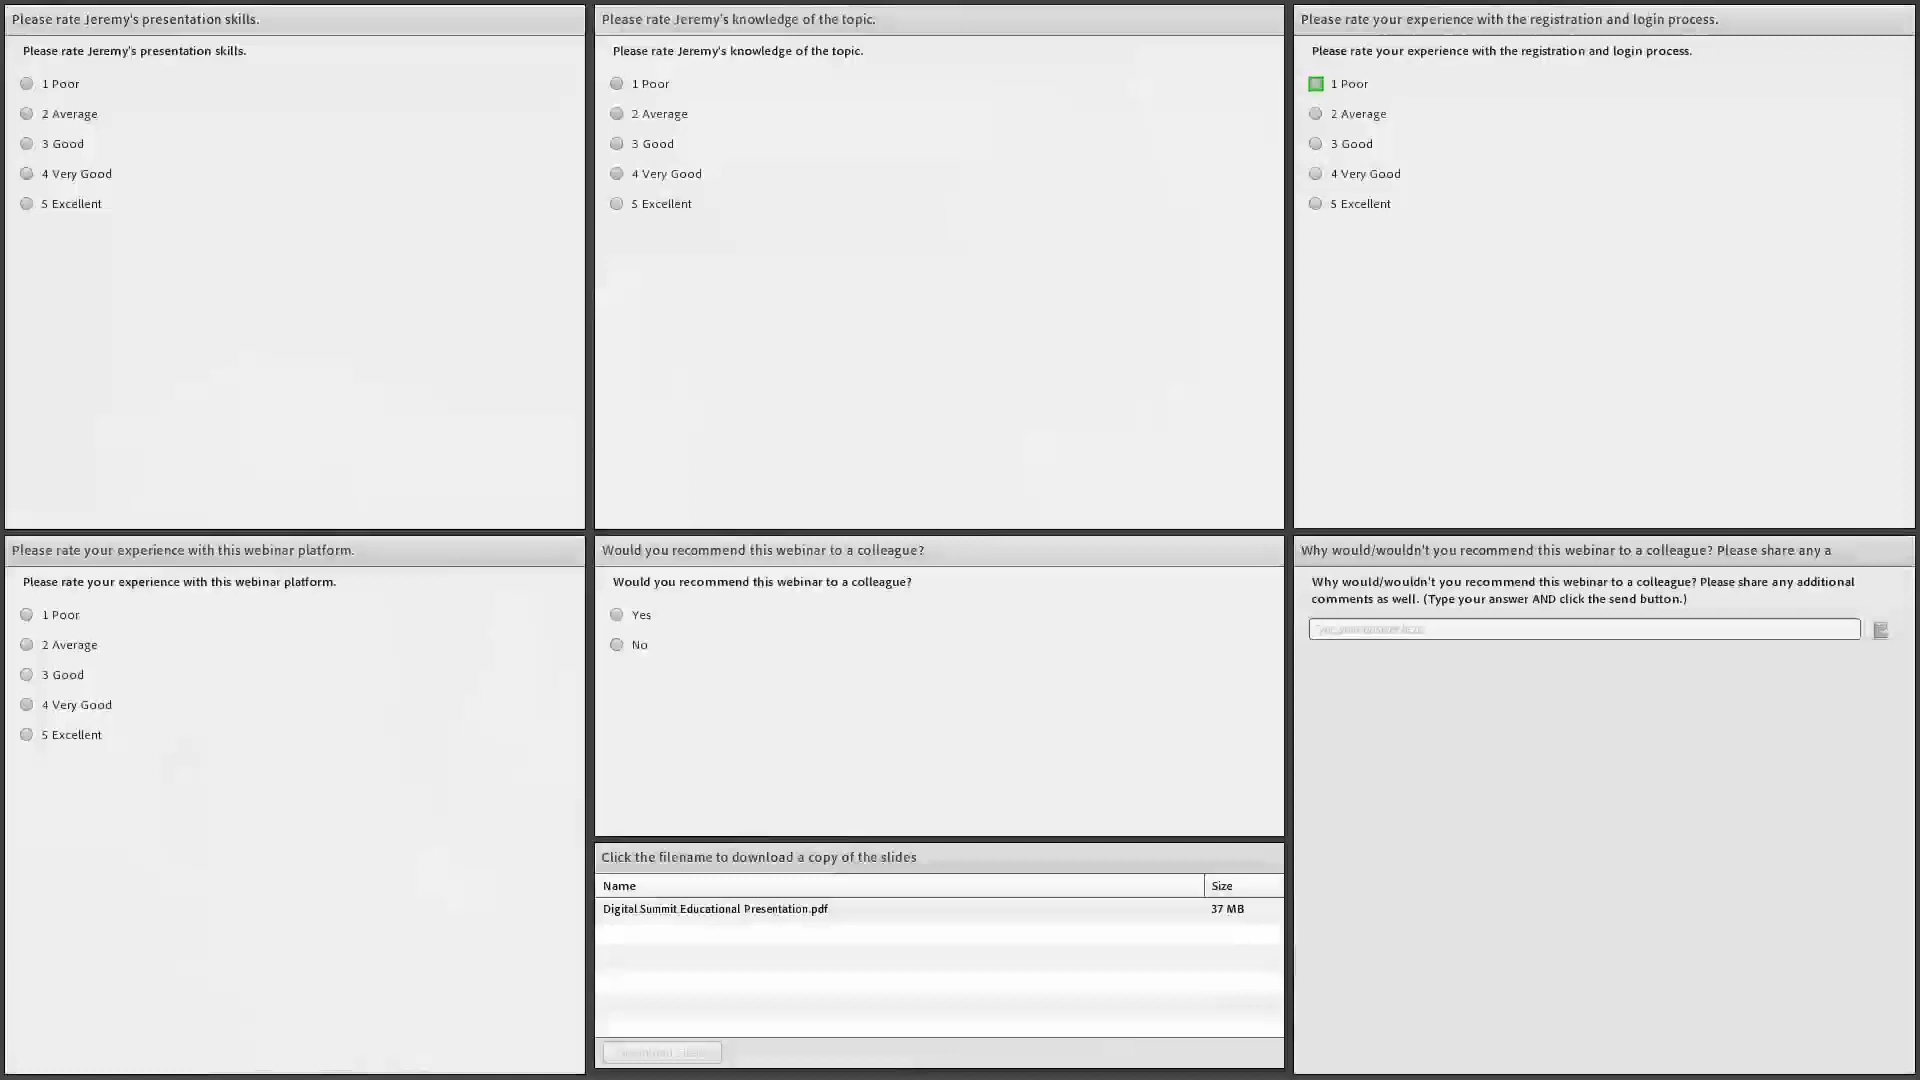 Please rate Jeremy's presentation skills.
Please rate Jeremy's presentation skills.
1 Poor
2 Average
3 Good
4 Very Good
5 Excellent
Please rate Jeremy's knowledge of the topic.
Please rate Jeremy's knowledge of the topic.
1 Poor
2 Average
3 Good
4 Very Good
5 Excellent
Please rate your experience with the registration and login process.
Please rate your experience with the registration and login process.
1 Poor
2 Average
3 Good
4 Very Good
5 Excellent
Please rate your experience with this webinar platform.
Please rate your experience with this webinar platform.
1 Poor
2 Average
3 Good
4 Very Good
5 Excellent
Would you recommend this webinar to a colleague?
Would you recommend this webinar to a colleague?
Yes
No
Click the filename to download a copy of the slides
Name Size
Digital Summit Educational Presentation.pdf 37 MB
Why would/wouldn't you recommend this webinar to a colleague? Please share any a
Why would/wouldn't you recommend this webinar to a colleague? Please share any additional
comments as well. (Type your answer AND click the send button.)